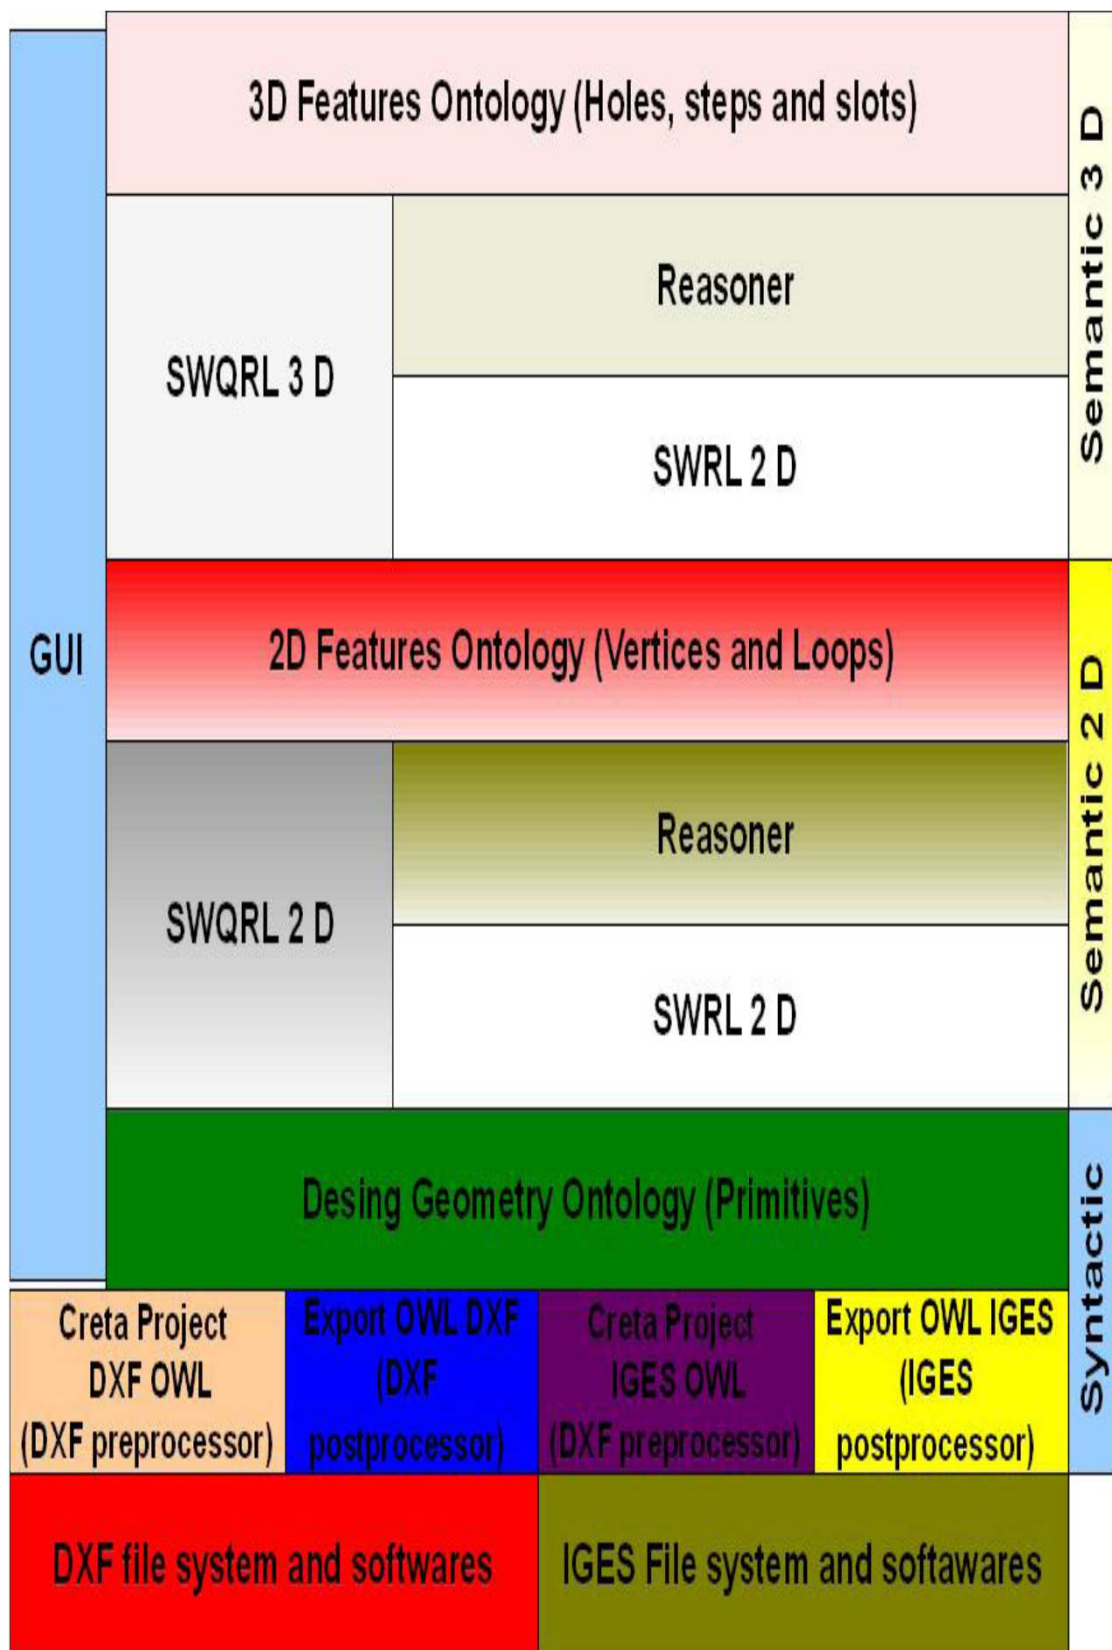 3D Features Ontology (Holes, steps and slots)
Semantic 3 D
Reasoner
SWQRL 3 D
SWRL 2 D
GUI
2D Features Ontology (Vertices and Loops)
Semantic 2 D
Reasoner
SWQRL 2 D
SWRL 2 D
Desing Geometry Ontology (Primitives)
Syntactic
Creta Project
DXF OWL
(DXF preprocessor)
Export OWL DXF
(DXF
postprocessor)
Creta Project
IGES OWL
(DXF preprocessor)
Export OWL IGES
(IGES
postprocessor)
DXF file system and softwares
IGES File system and softawares